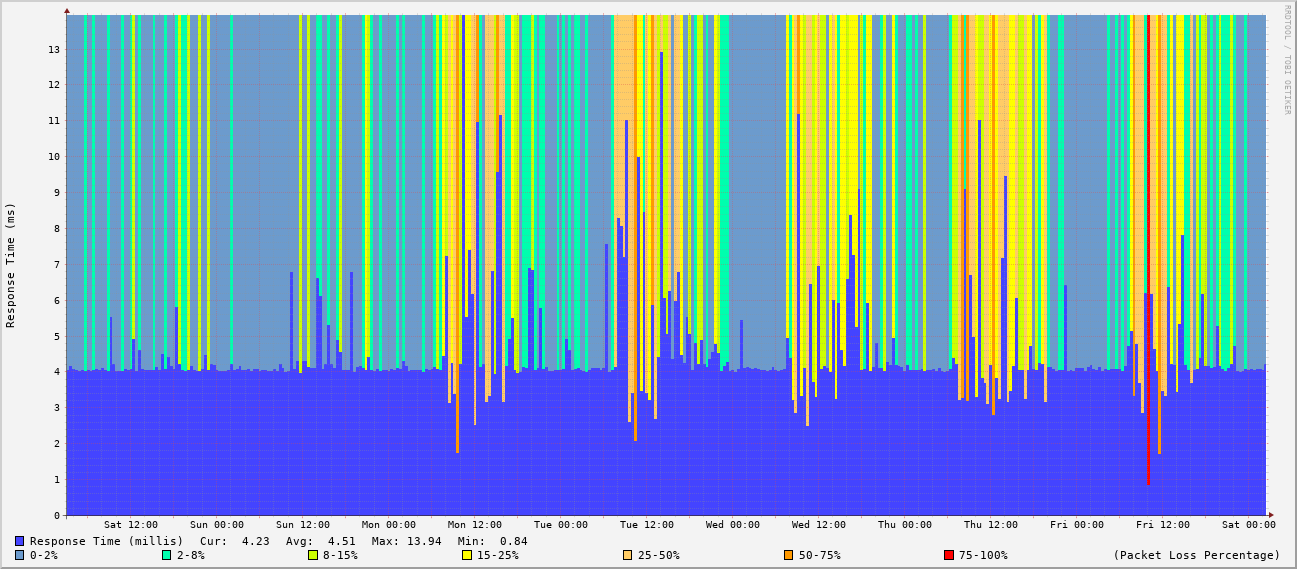 RRDTOOL / TOBI OETIKER
Response Time (ms)
13
12
11
10
9
8
7
6
5
4
3
2
1
0
Sat 12:00 Sun 00:00 Sun 12:00 Mon 00:00 Mon 12:00 Tue 00:00 Tue 12:00 Wed 00:00 Wed 12:00 Thu 00:00 Thu 12:00 Fri 00:00 Fri 12:00 Sat 00:00
Response Time (millis) Cur: 4.23 Avg: 4.51 Max: 13.94 Min: 0.84
0-2% 2-8% 8-15% 15-25% 25-50% 50-75% 75-100% (Packet Loss Percentage)